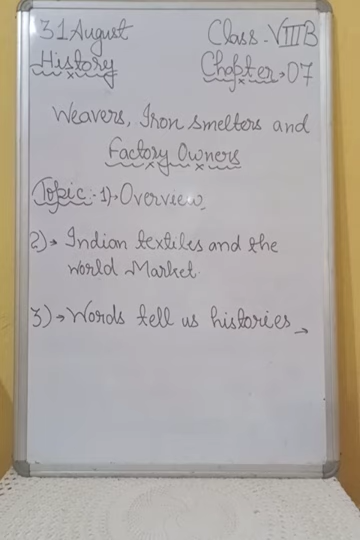 31 August Class - VIII B
History Chapter → 07
Weavers, Iron smelters and
Factory Owners
Topic - 1) → Overview
2) → Indian textiles and the
world Market.
3) → Words tell us histories →